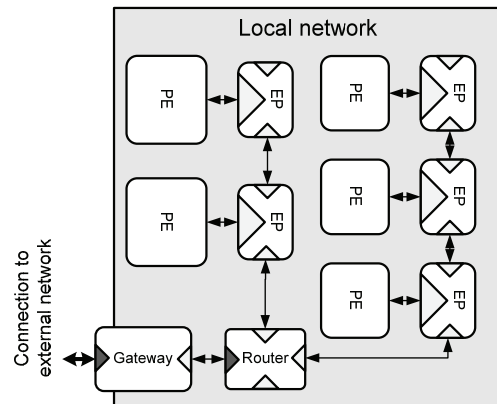 Local network
PE
EP
PE
EP
PE
EP
PE
EP
PE
EP
Connection to
external network
Gateway
Router